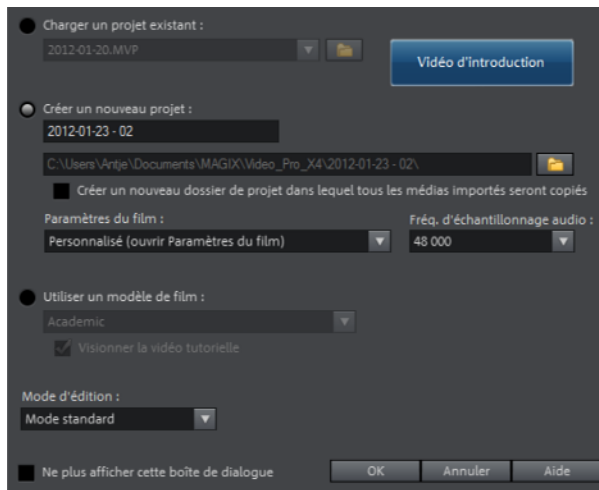 Charger un projet existant :
2012-01-20.MVP
Vidéo d'introduction
Créer un nouveau projet :
2012-01-23 - 02
C:\Users\Antje\Documents\MAGIX\Video_Pro_X4\2012-01-23 - 02\
Créer un nouveau dossier de projet dans lequel tous les médias importés seront copiés
Paramètres du film :
Fréq. d'échantillonnage audio :
Personnalisé (ouvrir Paramètres du film)
48 000
Utiliser un modèle de film :
Academic
Visionner la vidéo tutorielle
Mode d'édition :
Mode standard
Ne plus afficher cette boîte de dialogue
OK
Annuler
Aide